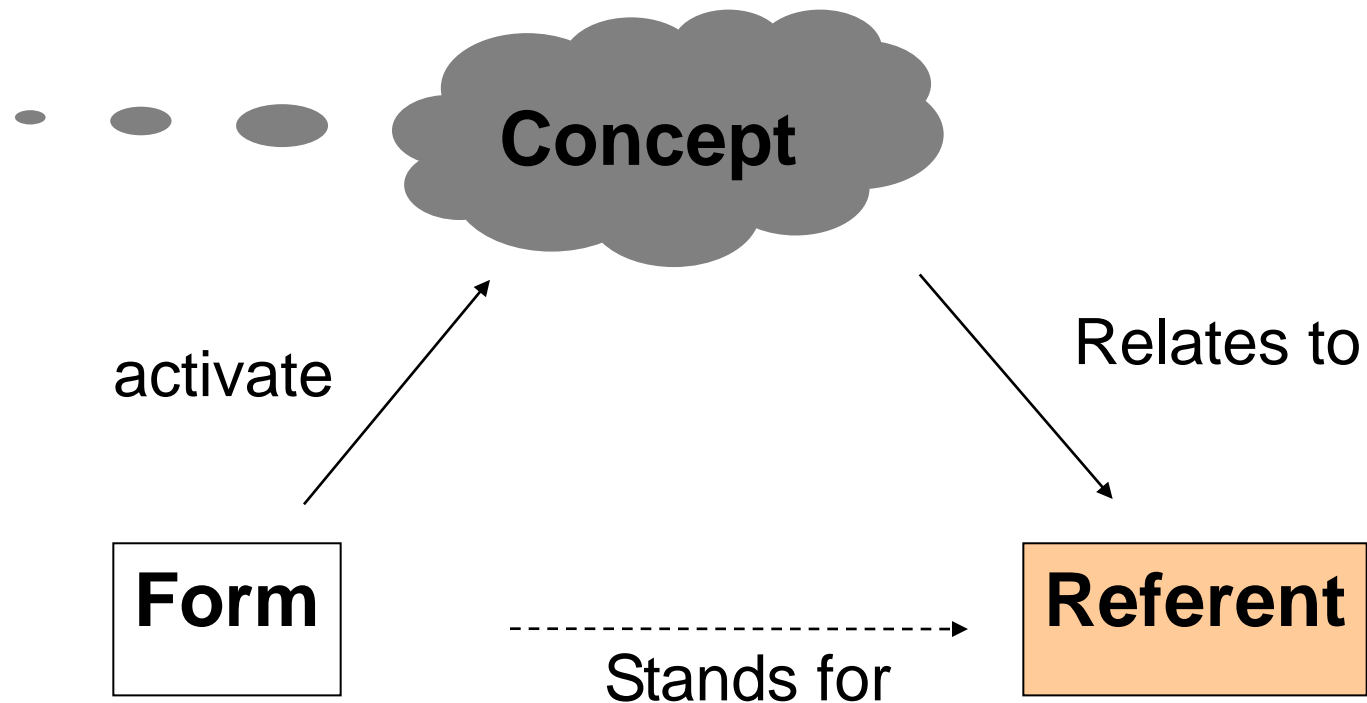 Concept
Relates to
activate
Form
Referent
Stands for